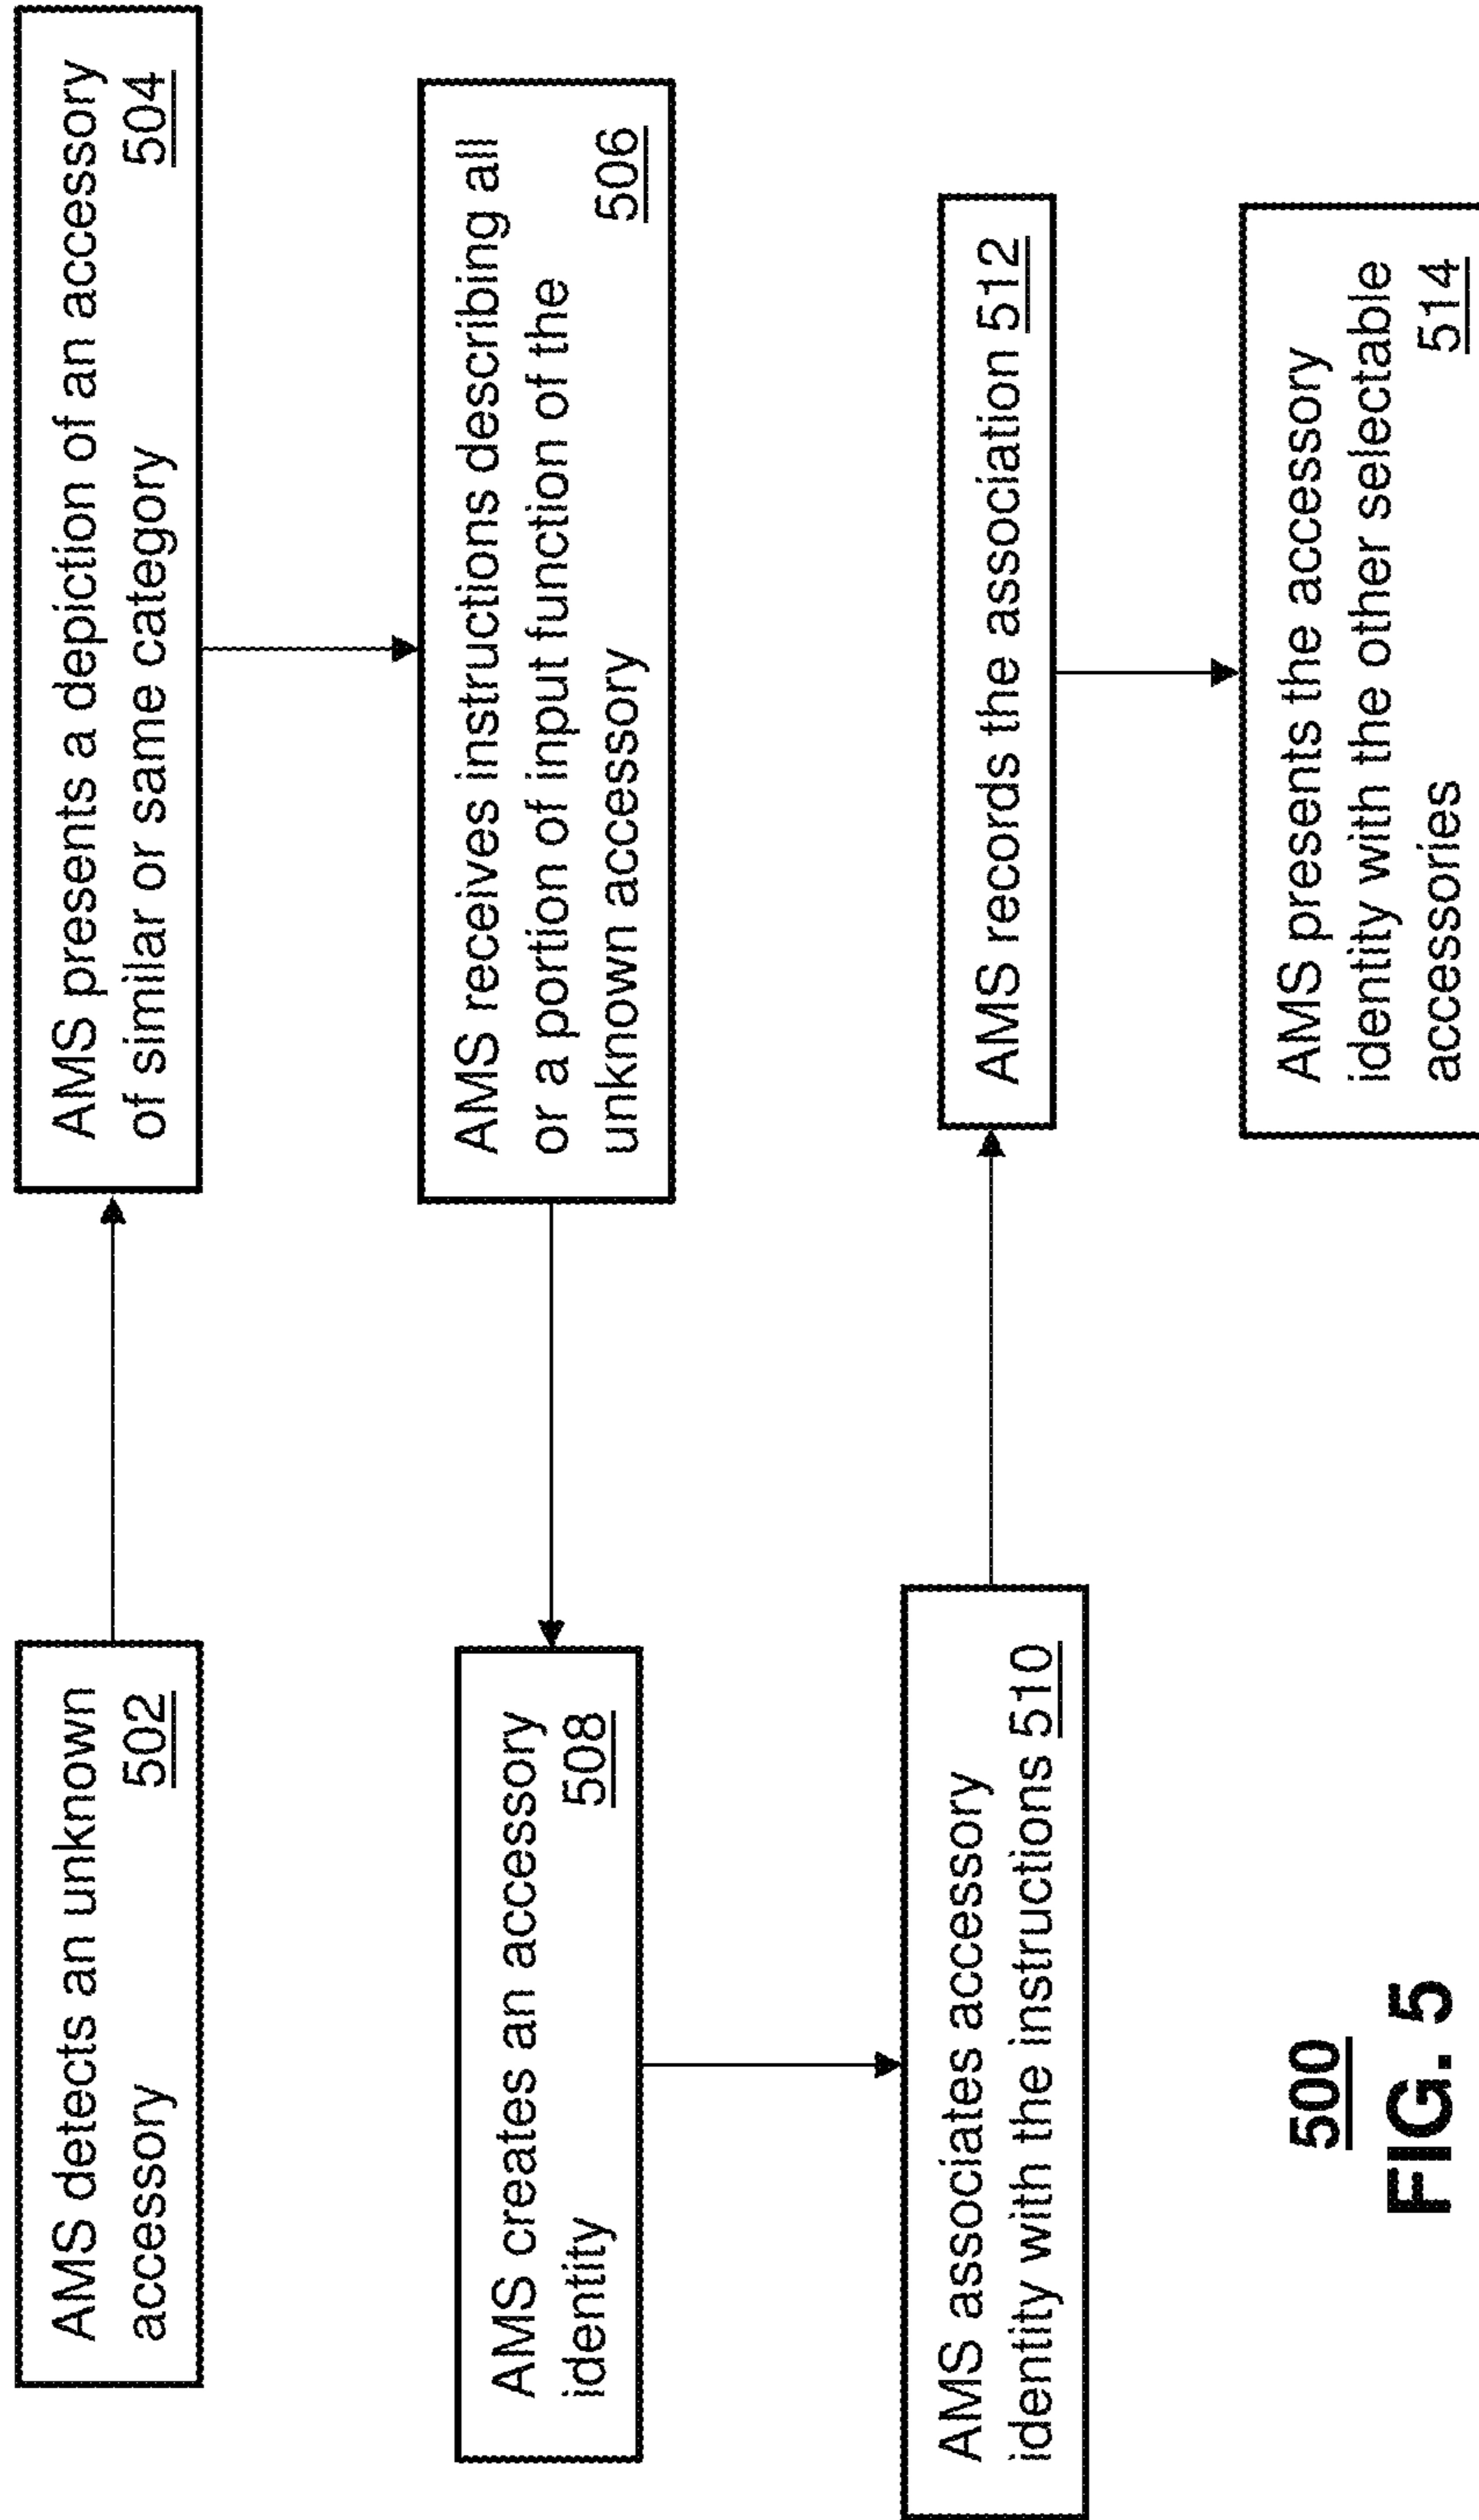 AMS detects an unknown
accessory 502
AMS presents a depiction of an accessory
of similar or same category 504
AMS receives instructions describing all
or a portion of input function of the
unknown accessory 506
AMS creates an accessory
identity 508
AMS associates accessory
identity with the instructions 510
AMS records the association 512
AMS presents the accessory
identity with the other selectable
accessories 514
500
FIG. 5